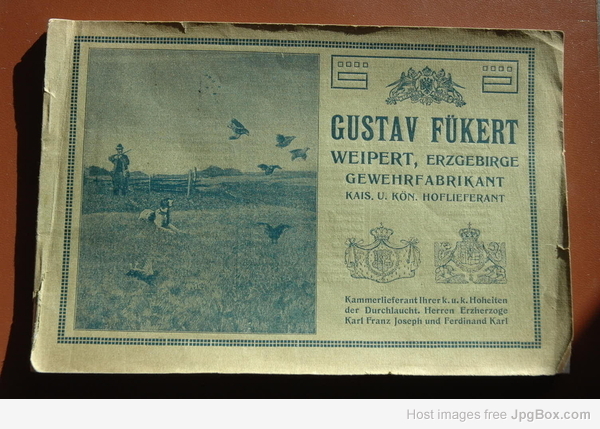 GUSTAV FÜKERT
WEIPERT, ERZGEBIRGE
GEWEHRFABRIKANT
KAIS. U. KÖN. HOFLIEFERANT
Kammerlieferant Ihrer k. u. k. Hoheiten
der Durchlaucht. Herren Erzherzoge
Karl Franz Joseph und Ferdinand Karl
Host images free JpgBox.com